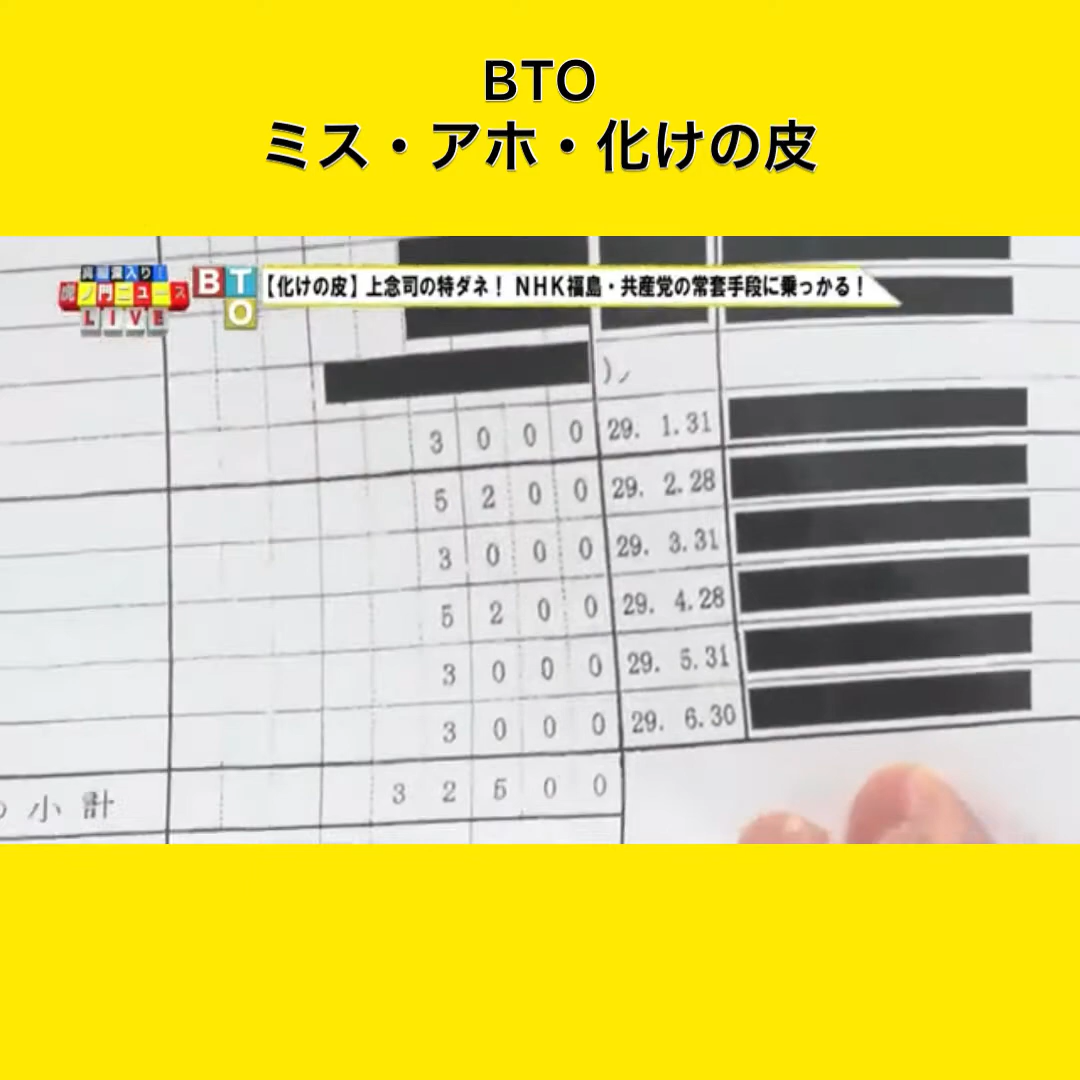 BTO
ミス・アホ・化けの皮
真相深入り!
虎ノ門ニュース
LIVE
BTO
【化けの皮】上念司の特ダネ! NHK福島・共産党の常套手段に乗っかる!
),
3000 29. 1.31
5200 29. 2.28
3000 29. 3.31
5200 29. 4.28
3000 29. 5.31
3000 29. 6.30
小計 32500